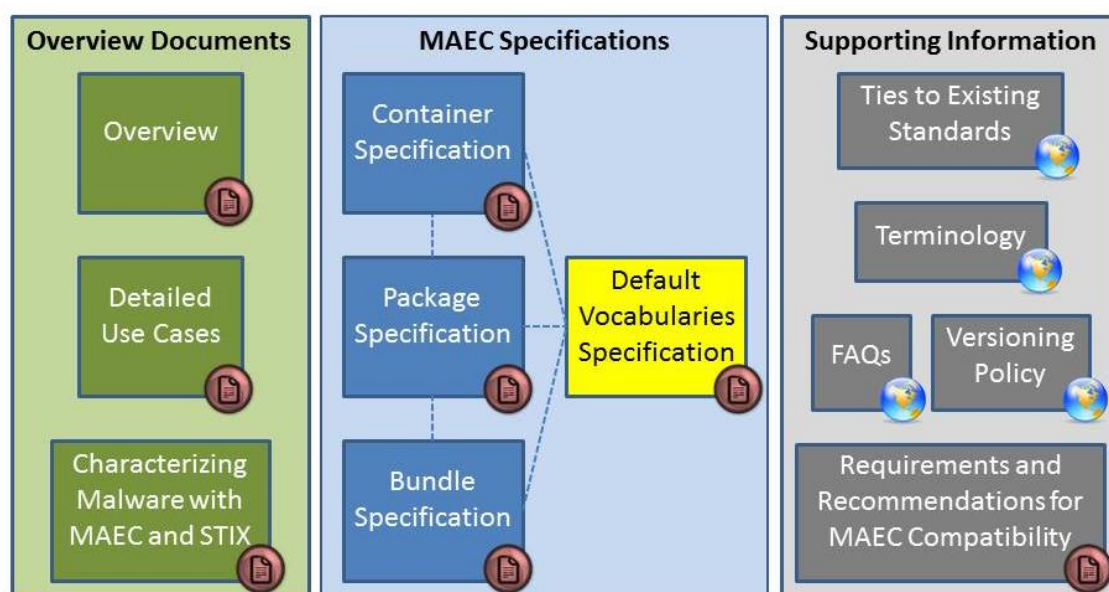 Overview Documents
Overview
Detailed
Use Cases
Characterizing
Malware with
MAEC and STIX
MAEC Specifications
Container
Specification
Package
Specification
Bundle
Specification
Default
Vocabularies
Specification
Supporting Information
Ties to Existing
Standards
Terminology
FAQs
Versioning
Policy
Requirements and
Recommendations for
MAEC Compatibility